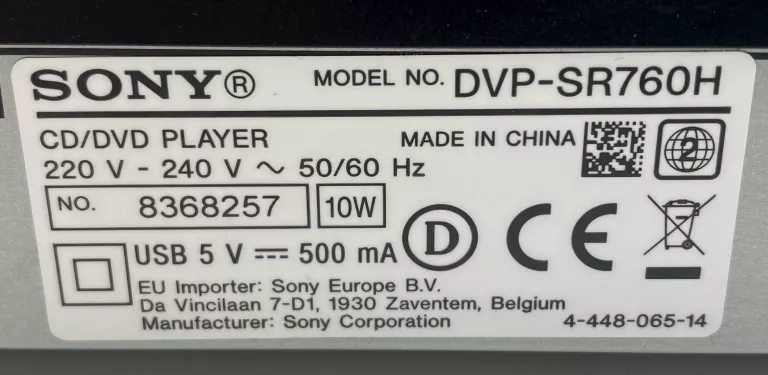 SONY® MODEL NO. DVP-SR760H
CD/DVD PLAYER MADE IN CHINA
220 V - 240 V ~ 50/60 Hz
2
NO. 8368257 10W
USB 5 V ⎓ 500 mA
D CE
EU Importer: Sony Europe B.V.
Da Vincilaan 7-D1, 1930 Zaventem, Belgium
Manufacturer: Sony Corporation 4-448-065-14